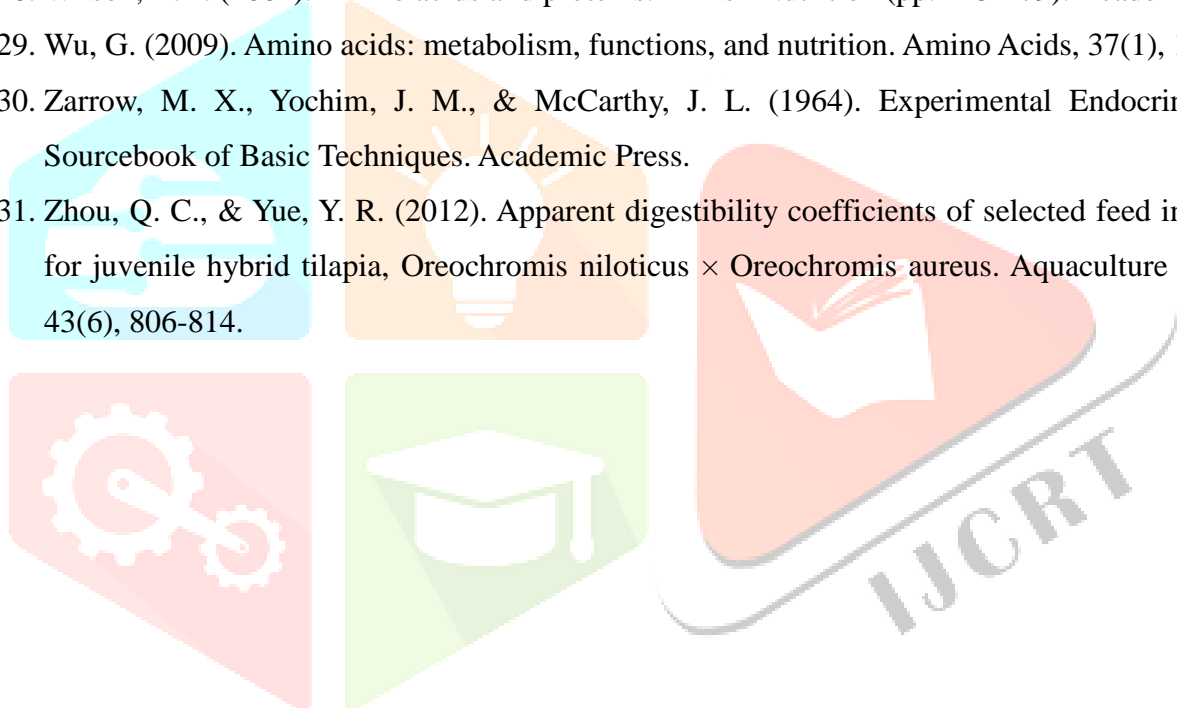 29. Wu, G. (2009). Amino acids: metabolism, functions, and nutrition. Amino Acids, 37(1),
30. Zarrow, M. X., Yochim, J. M., & McCarthy, J. L. (1964). Experimental
Sourcebook of Basic Techniques. Academic Press.
31. Zhou, Q. C., & Yue, Y. R. (2012). Apparent digestibility coefficients of selected feed
for juvenile hybrid tilapia, Oreochromis niloticus × Oreochromis aureus. Aquaculture
43(6), 806-814.
IJCRT